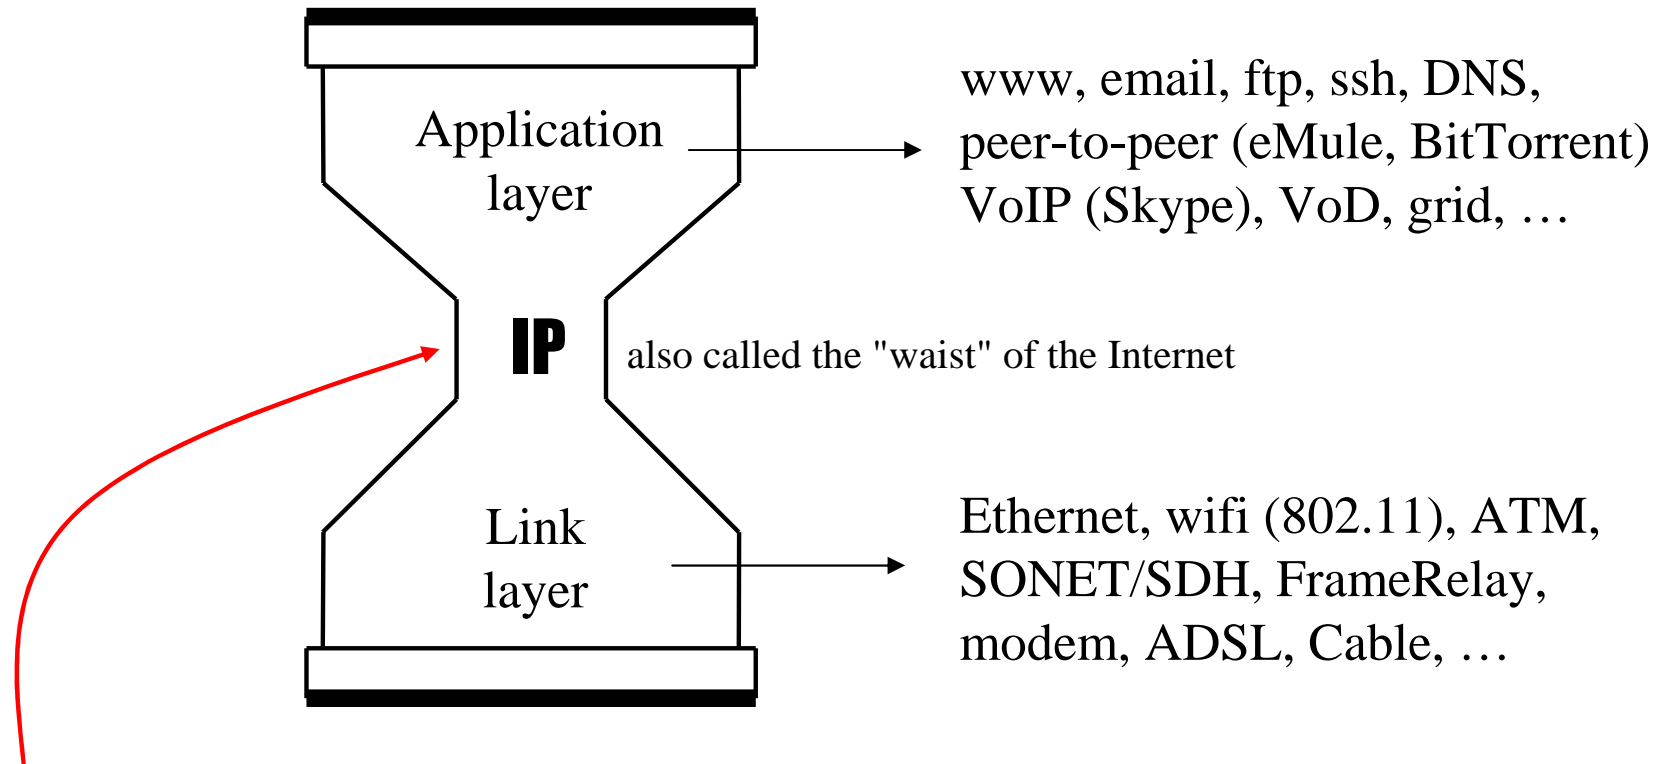 Application
layer
www, email, ftp, ssh, DNS,
peer-to-peer (eMule, BitTorrent)
VoIP (Skype), VoD, grid, …
IP
also called the "waist" of the Internet
Link
layer
Ethernet, wifi (802.11), ATM,
SONET/SDH, FrameRelay,
modem, ADSL, Cable, …